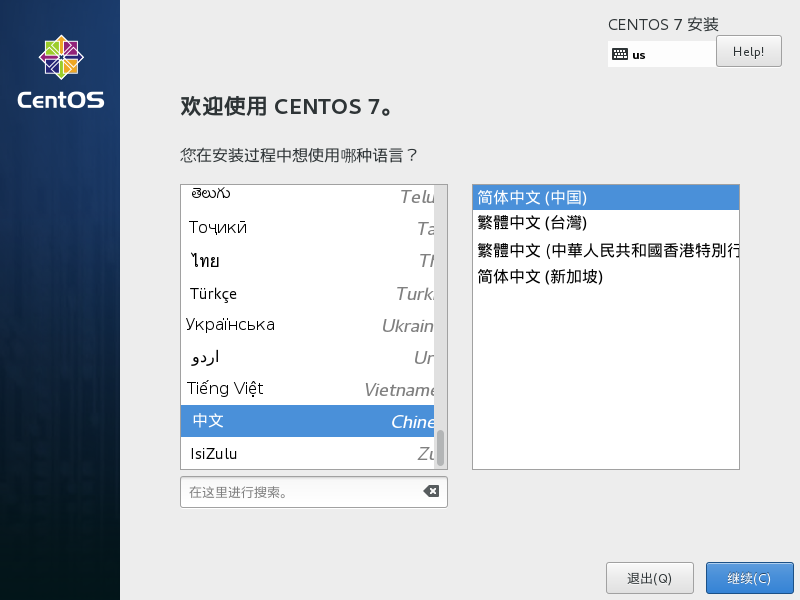 CentOS
CENTOS 7 安装
us
Help!
欢迎使用 CENTOS 7。
您在安装过程中想使用哪种语言？
తెలుగు Telu
Тоҷикӣ Ta
ไทย Th
Türkçe Turk
Українська Ukrain
اردو Ur
Tiếng Việt Vietname
中文 Chine
IsiZulu Zu
在这里进行搜索。
简体中文 (中国)
繁體中文 (台灣)
繁體中文 (中華人民共和國香港特別行
简体中文 (新加坡)
退出(Q)
继续(C)